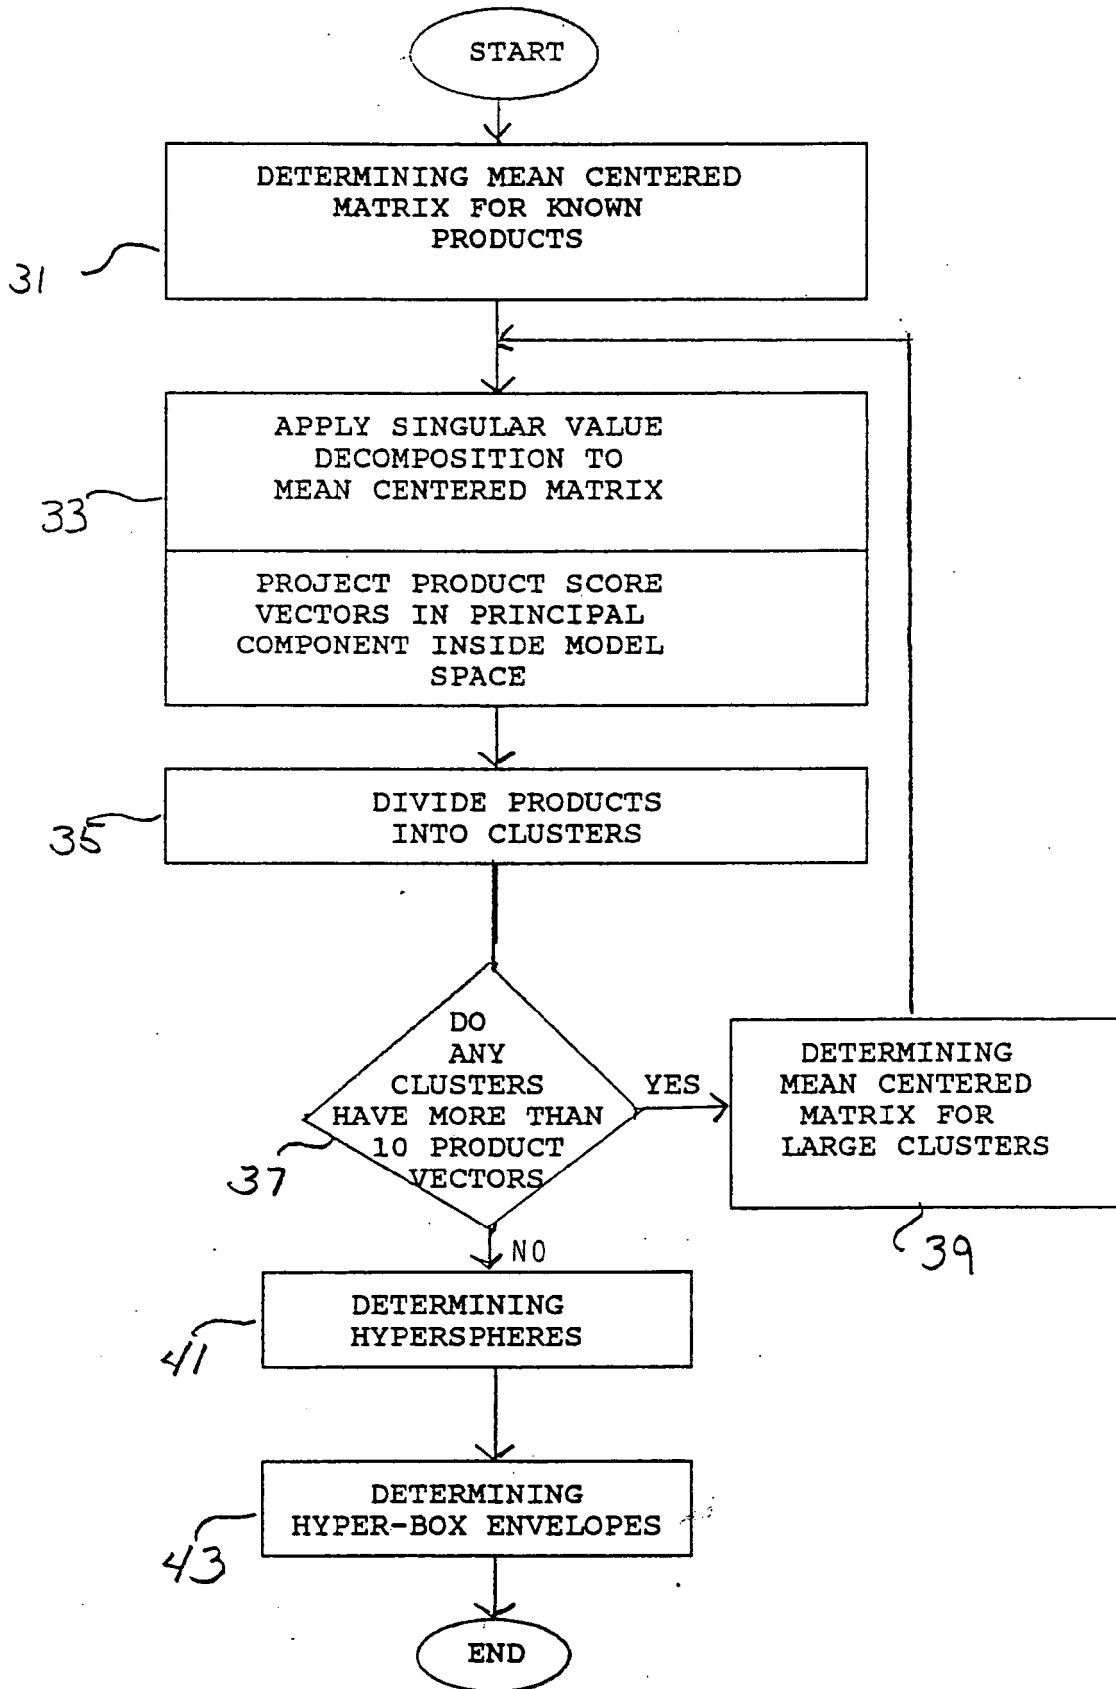 START
DETERMINING MEAN CENTERED
MATRIX FOR KNOWN
PRODUCTS
31
APPLY SINGULAR VALUE
DECOMPOSITION TO
MEAN CENTERED MATRIX
33
PROJECT PRODUCT SCORE
VECTORS IN PRINCIPAL
COMPONENT INSIDE MODEL
SPACE
DIVIDE PRODUCTS
INTO CLUSTERS
35
DO
ANY
CLUSTERS
HAVE MORE THAN
10 PRODUCT
VECTORS
37
YES
DETERMINING
MEAN CENTERED
MATRIX FOR
LARGE CLUSTERS
39
NO
DETERMINING
HYPERSPHERES
41
DETERMINING
HYPER-BOX ENVELOPES
43
END